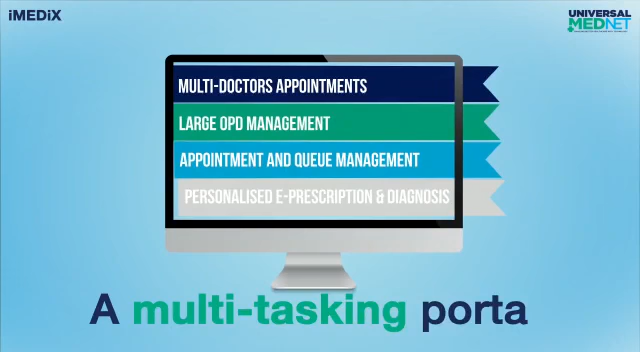 iMEDiX
UNIVERSAL
MEDNET
MULTI-DOCTORS APPOINTMENTS
LARGE OPD MANAGEMENT
APPOINTMENT AND QUEUE MANAGEMENT
PERSONALISED E-PRESCRIPTION & DIAGNOSIS
A multi-tasking porta